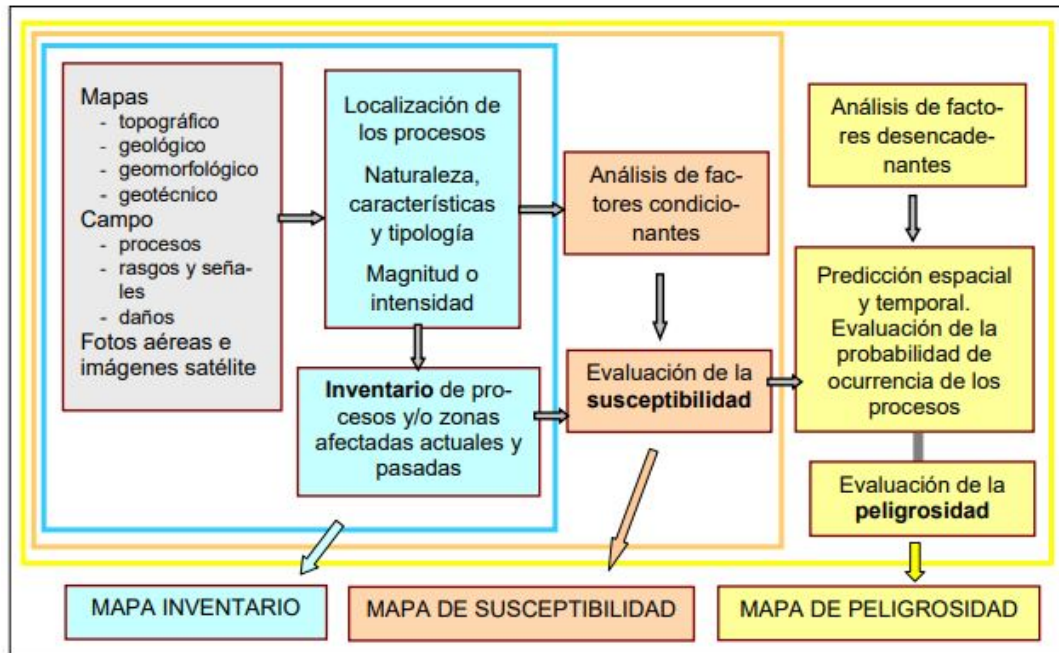 Mapas
- topográfico
- geológico
- geomorfológico
- geotécnico
Campo
- procesos
- rasgos y seña-
les
- daños
Fotos aéreas e
imágenes satélite
Localización de
los procesos
Naturaleza,
características
y tipología
Magnitud o
intensidad
Inventario de pro-
cesos y/o zonas
afectadas actuales y
pasadas
Análisis de fac-
tores condicio-
nantes
Evaluación de la
susceptibilidad
Análisis de facto-
res desencade-
nantes
Predicción espacial
y temporal.
Evaluación de la
probabilidad de
ocurrencia de los
procesos
Evaluación de la
peligrosidad
MAPA INVENTARIO
MAPA DE SUSCEPTIBILIDAD
MAPA DE PELIGROSIDAD